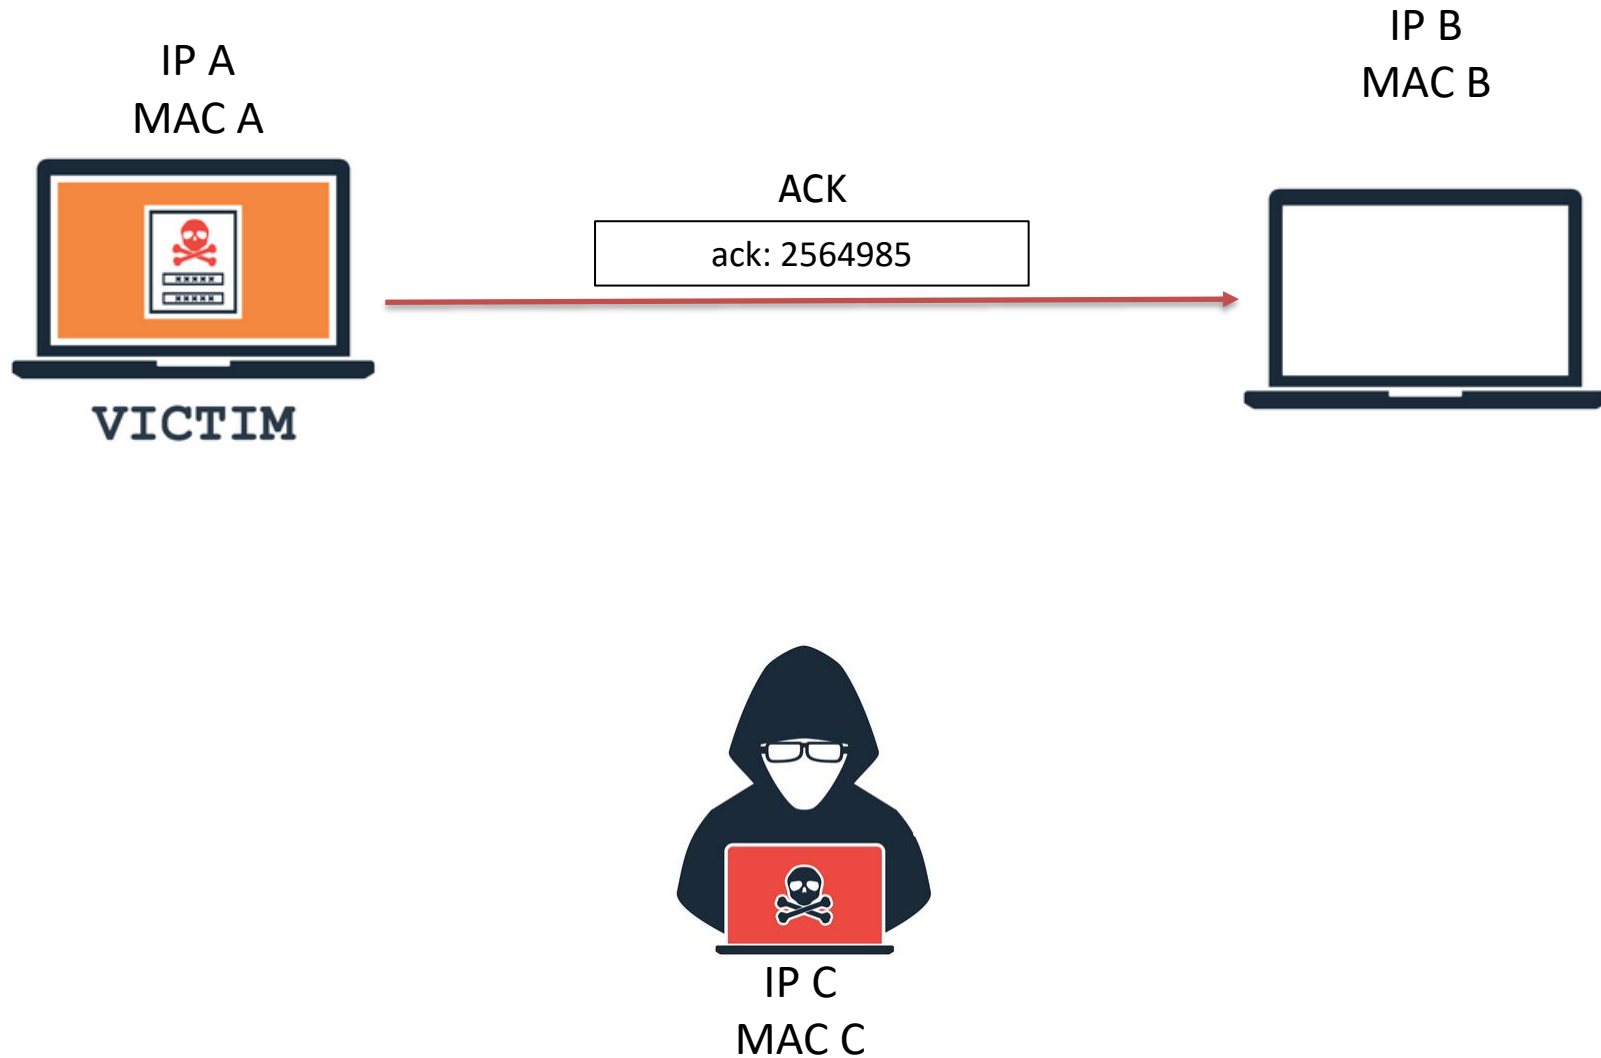 IP A
MAC A
IP B
MAC B
ACK
ack: 2564985
×××××
×××××
VICTIM
IP C
MAC C